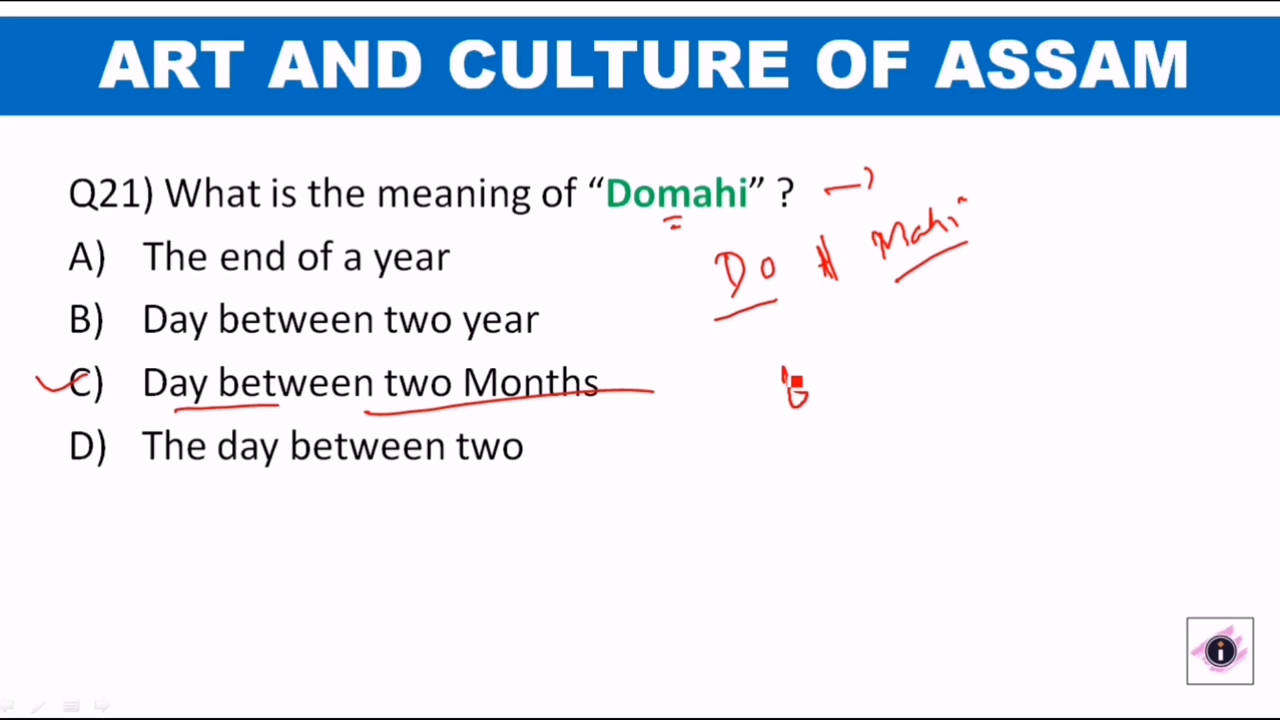 ART AND CULTURE OF ASSAM
Q21) What is the meaning of “Domahi” ?
Do Mahi
A) The end of a year
B) Day between two year
C) Day between two Months
D) The day between two
i